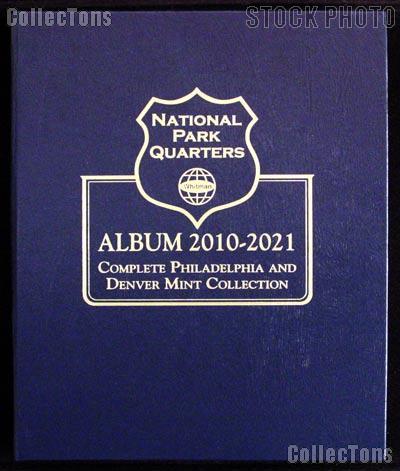 CollecTons
STOCK PHOTO
NATIONAL
PARK
QUARTERS
Whitman
ALBUM 2010-2021
COMPLETE PHILADELPHIA AND
DENVER MINT COLLECTION
CollecTons